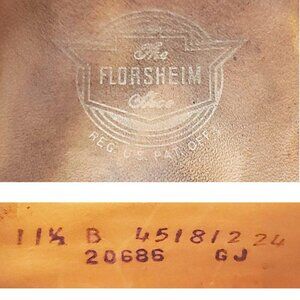 The
FLORSHEIM
Shoe
REG. U.S. PAT. OFF.
11½ B 451812 24
20686 GJ